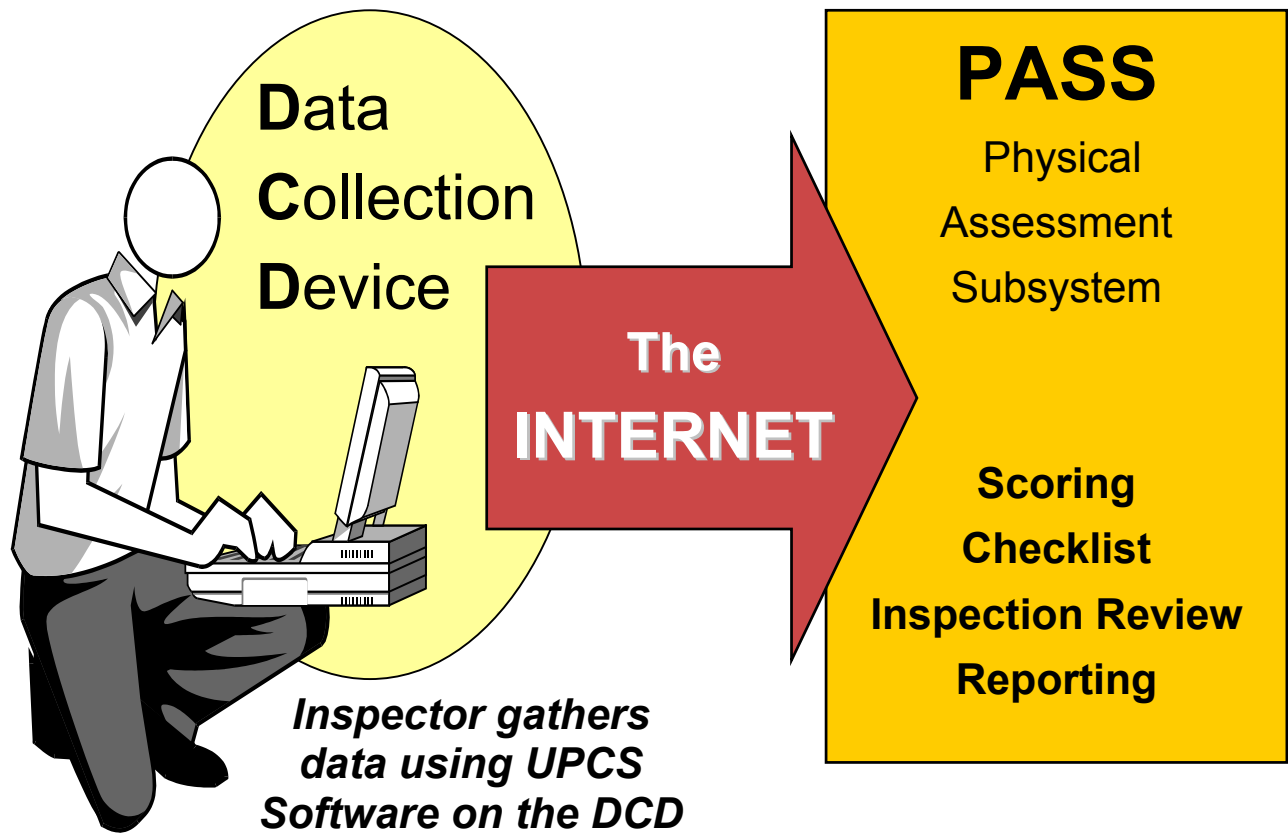 Data
Collection
Device
Inspector gathers
data using UPCS
Software on the DCD
The
INTERNET
PASS
Physical
Assessment
Subsystem
Scoring
Checklist
Inspection Review
Reporting